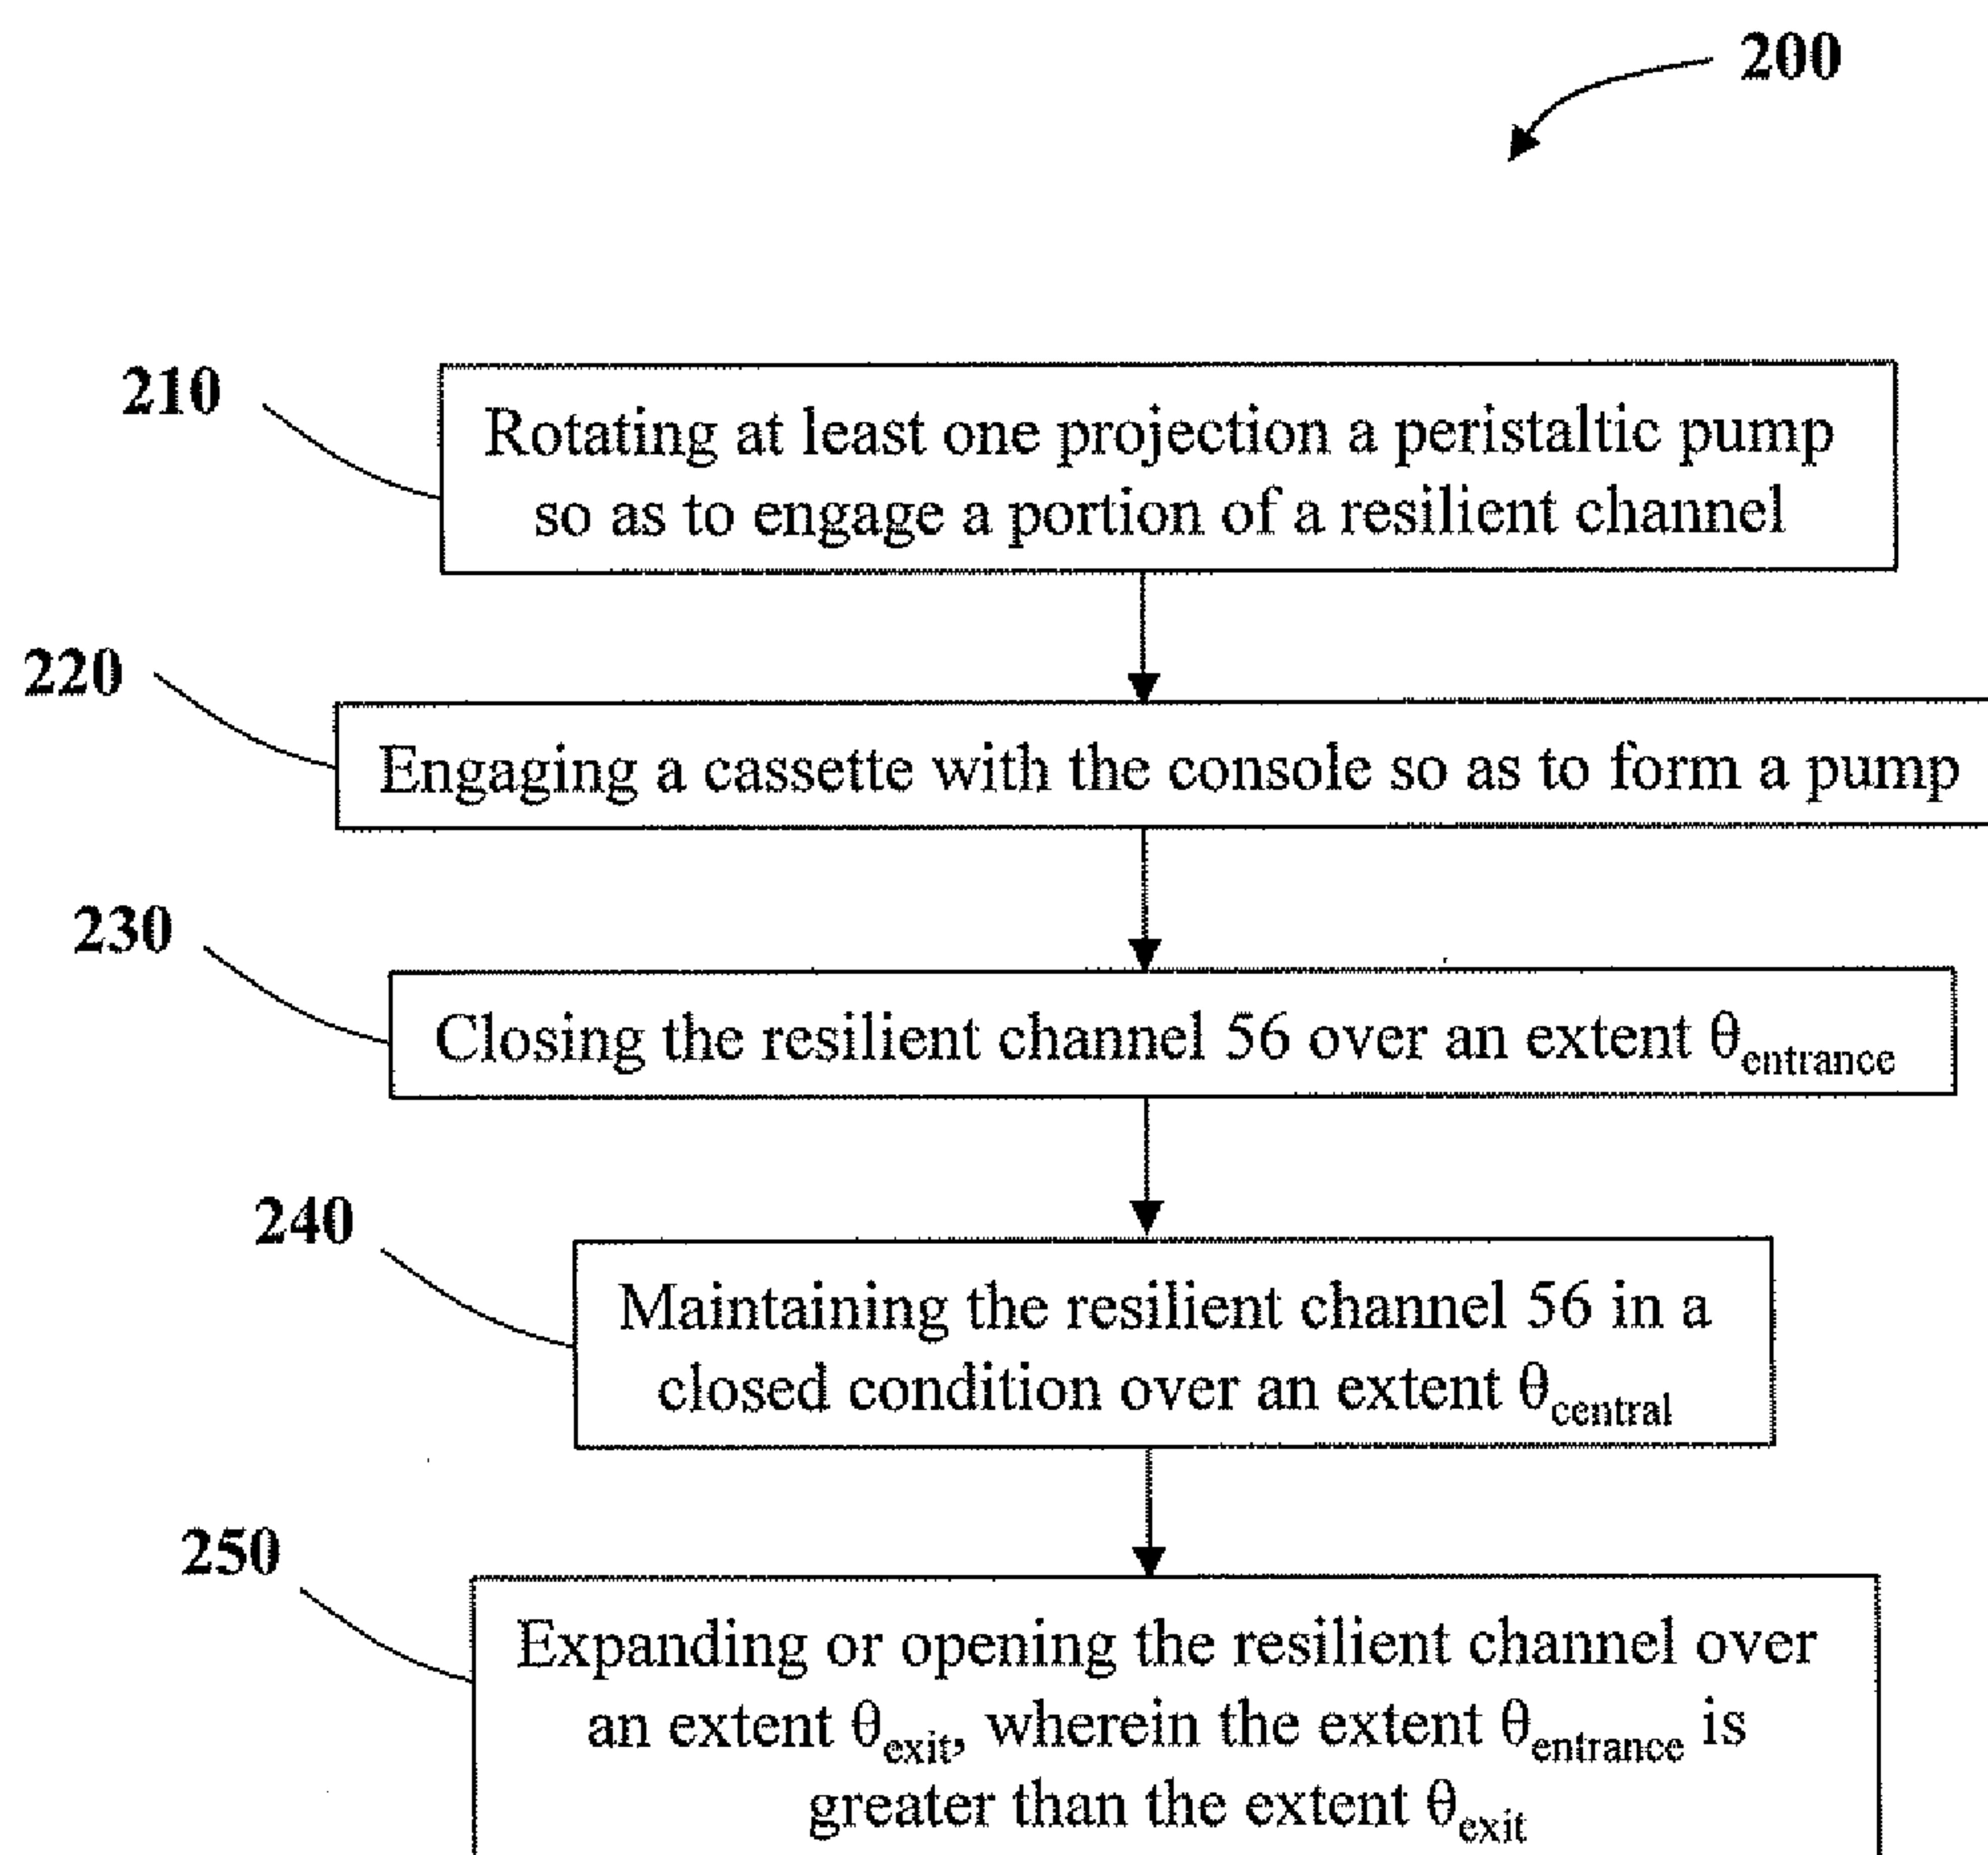 200
210
Rotating at least one projection a peristaltic pump
so as to engage a portion of a resilient channel
220
Engaging a cassette with the console so as to form a pump
230
Closing the resilient channel 56 over an extent θentrance
240
Maintaining the resilient channel 56 in a
closed condition over an extent θcentral
250
Expanding or opening the resilient channel over
an extent θexit, wherein the extent θentrance is
greater than the extent θexit